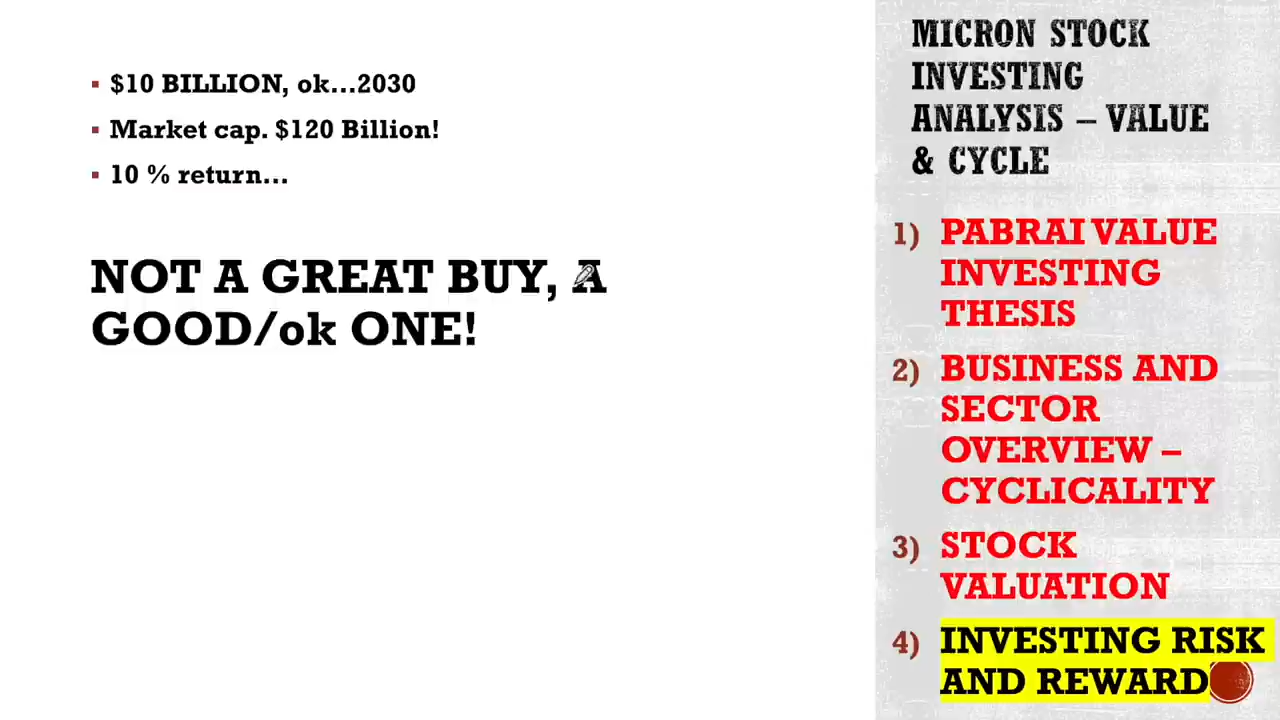 $10 BILLION, ok...2030
Market cap. $120 Billion!
10 % return...
NOT A GREAT BUY, A
GOOD/ok ONE!
MICRON STOCK
INVESTING
ANALYSIS – VALUE
& CYCLE
1) PABRAI VALUE
INVESTING
THESIS
2) BUSINESS AND
SECTOR
OVERVIEW –
CYCLICALITY
3) STOCK
VALUATION
4) INVESTING RISK
AND REWARD